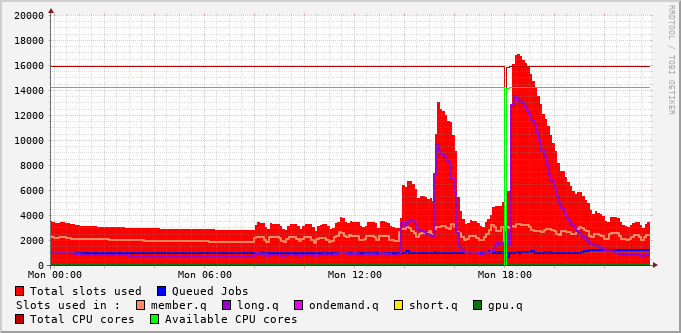 RRDTOOL / TOBI OETIKER
20000
18000
16000
14000
12000
10000
8000
6000
4000
2000
0
Mon 00:00 Mon 06:00 Mon 12:00 Mon 18:00
Total slots used Queued Jobs
Slots used in : member.q long.q ondemand.q short.q gpu.q
Total CPU cores Available CPU cores